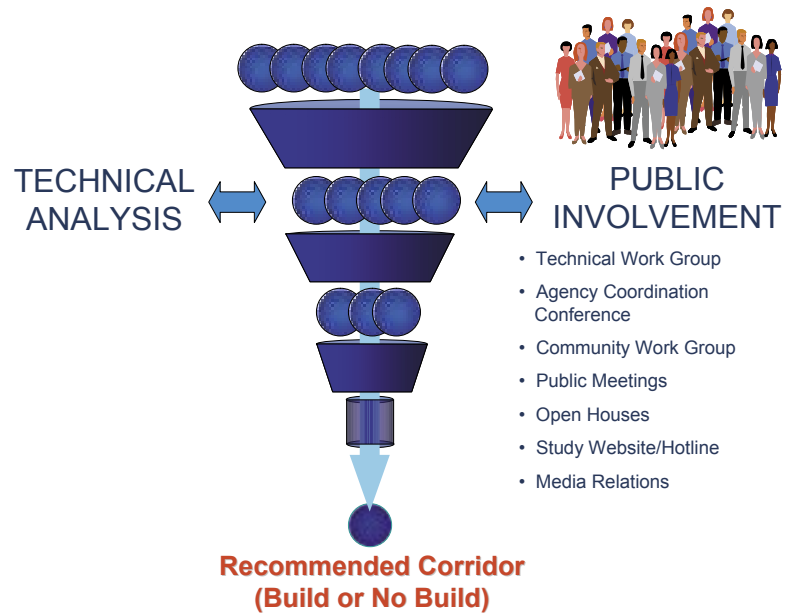 TECHNICAL
ANALYSIS
PUBLIC
INVOLVEMENT
• Technical Work Group
• Agency Coordination
Conference
• Community Work Group
• Public Meetings
• Open Houses
• Study Website/Hotline
• Media Relations
Recommended Corridor
(Build or No Build)